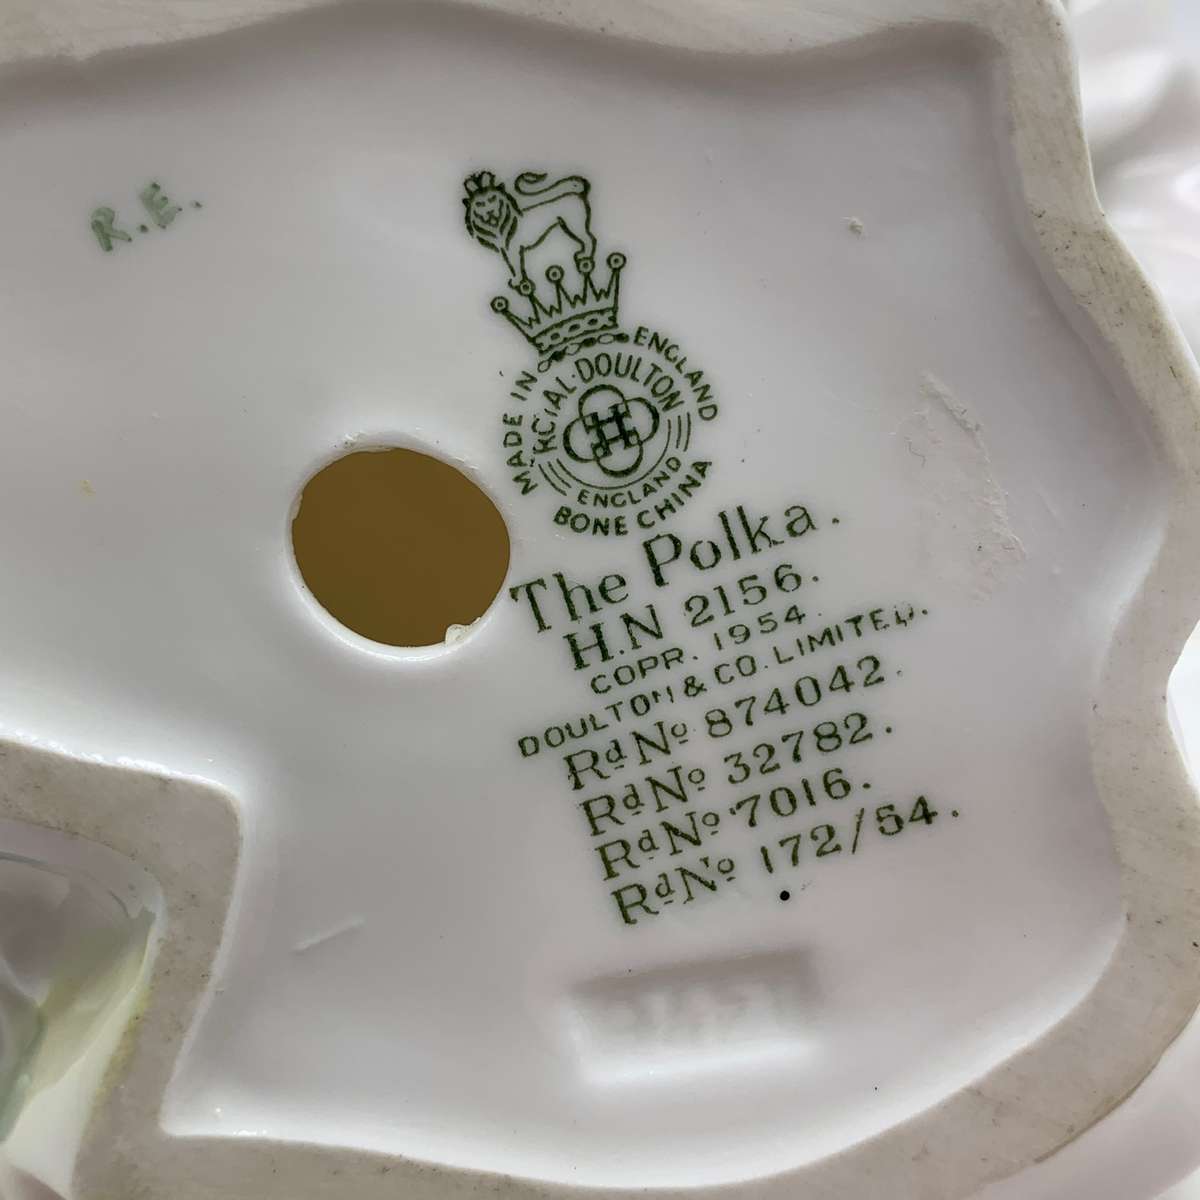 R.E.
MADE IN ENGLAND
ROYAL·DOULTON
ENGLAND
BONE CHINA
The Polka.
H.N 2156.
COPR. 1954.
DOULTON & CO. LIMITED.
Rd No 874042.
Rd No 32782.
Rd No 7016.
Rd No 172/54.